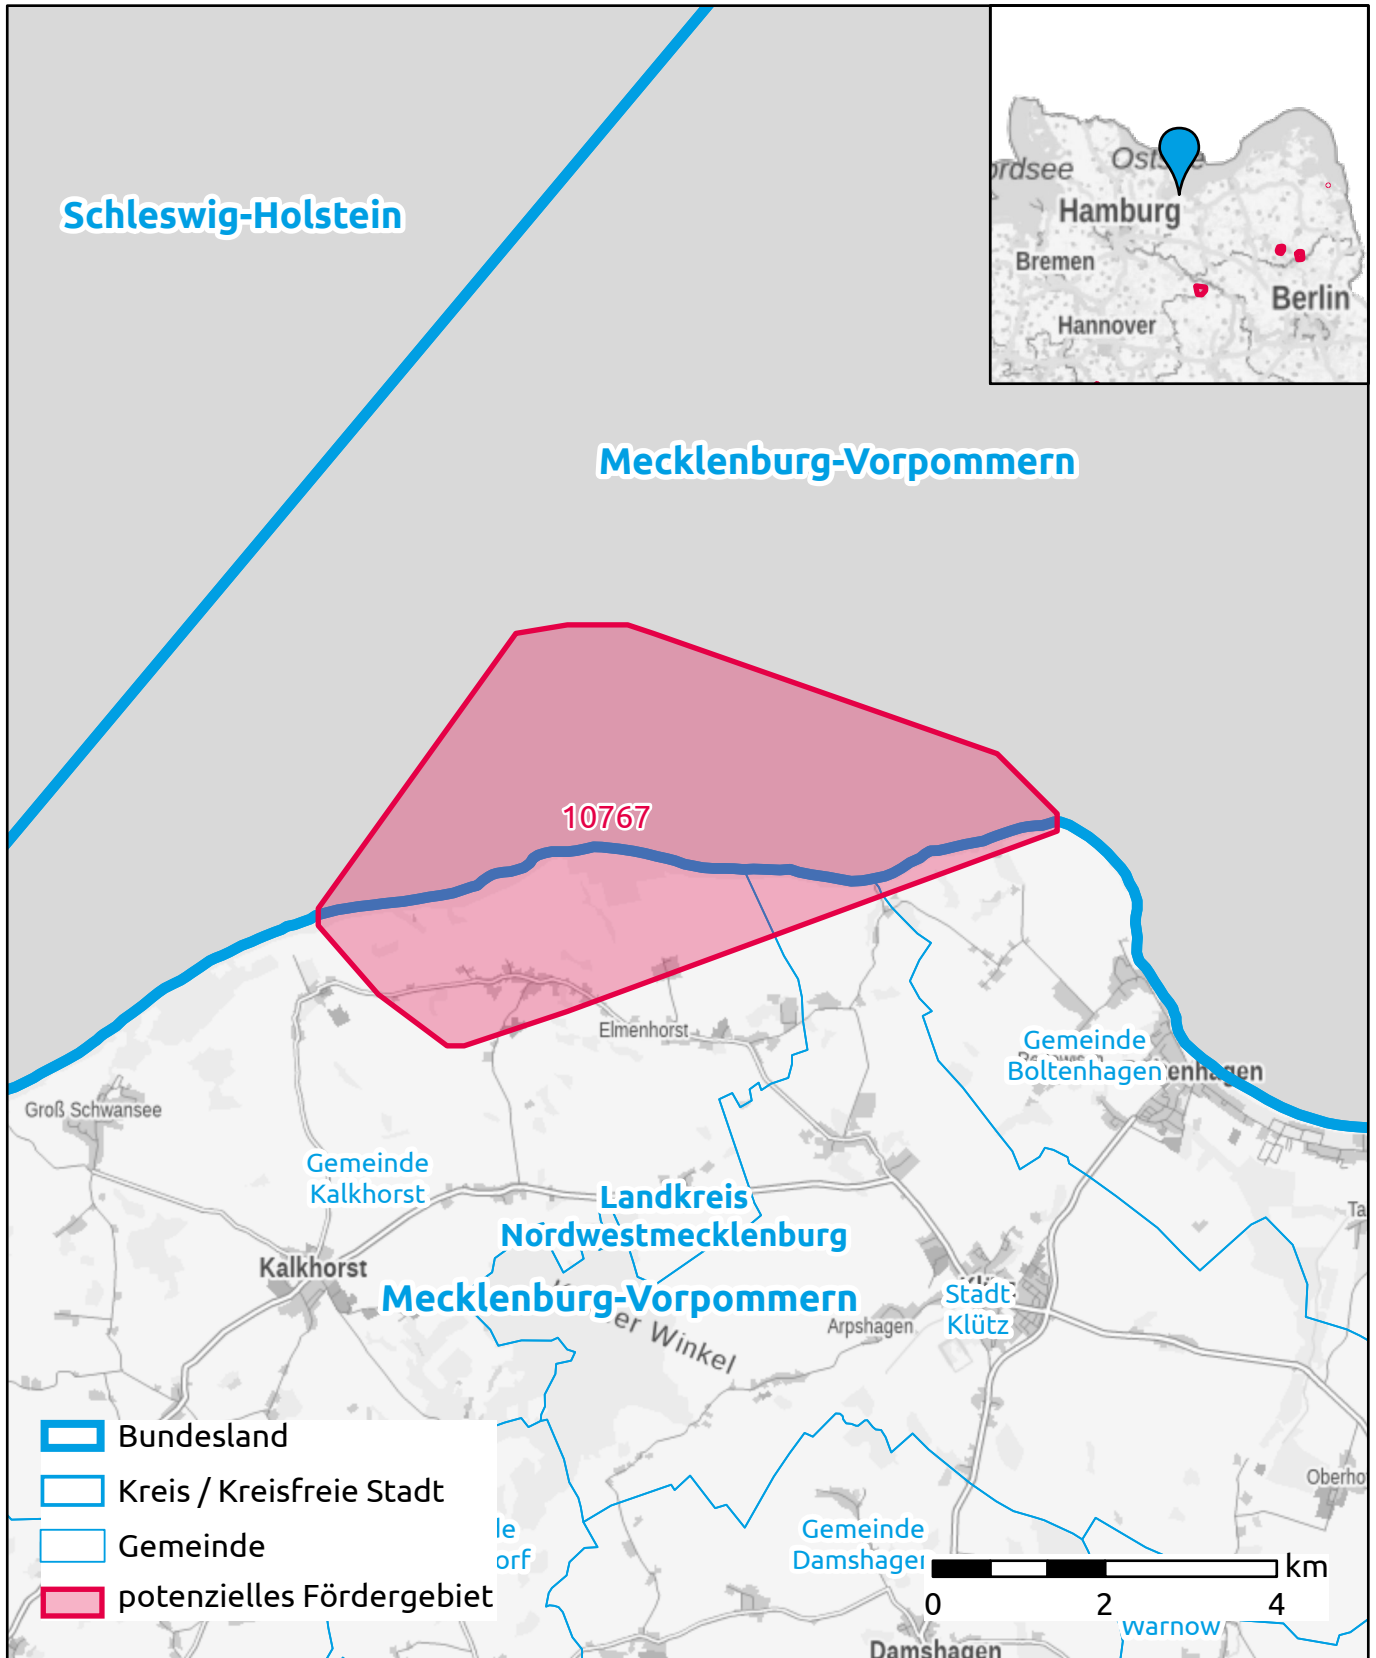 Schleswig-Holstein
Mecklenburg-Vorpommern
Ostsee
Hamburg
Bremen
Hannover
Berlin
10767
Elmenhorst
Groß Schwansee
Gemeinde
Boltenhagen
Gemeinde
Kalkhorst
Landkreis
Nordwestmecklenburg
Mecklenburg-Vorpommern
Kalkhorst
Winkel
Arpshagen
Stadt
Klütz
Gemeinde
Damshagen
Damshagen
Warnow
Bundesland
Kreis / Kreisfreie Stadt
Gemeinde
potenzielles Fördergebiet
km
0 2 4